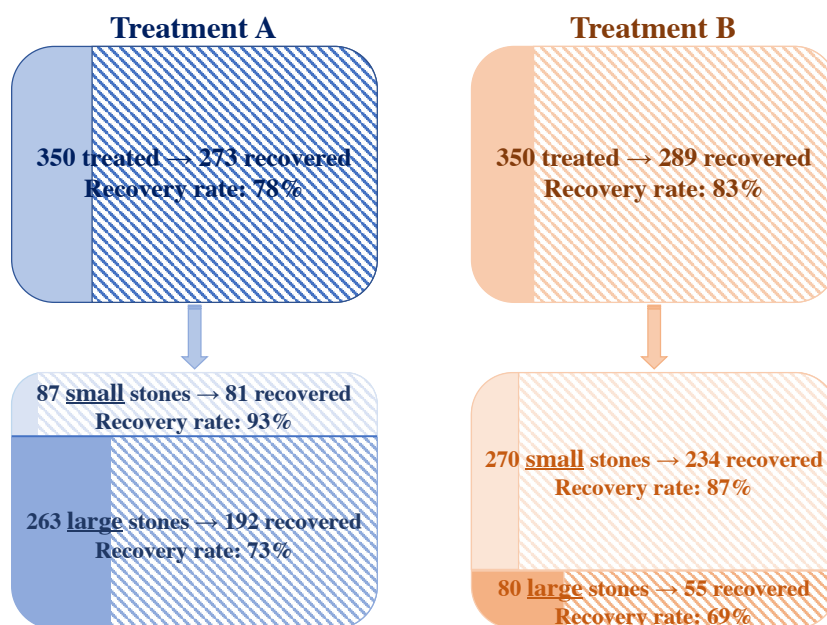 Treatment A
350 treated → 273 recovered
Recovery rate: 78%
87 small stones → 81 recovered
Recovery rate: 93%
263 large stones → 192 recovered
Recovery rate: 73%
Treatment B
350 treated → 289 recovered
Recovery rate: 83%
270 small stones → 234 recovered
Recovery rate: 87%
80 large stones → 55 recovered
Recovery rate: 69%